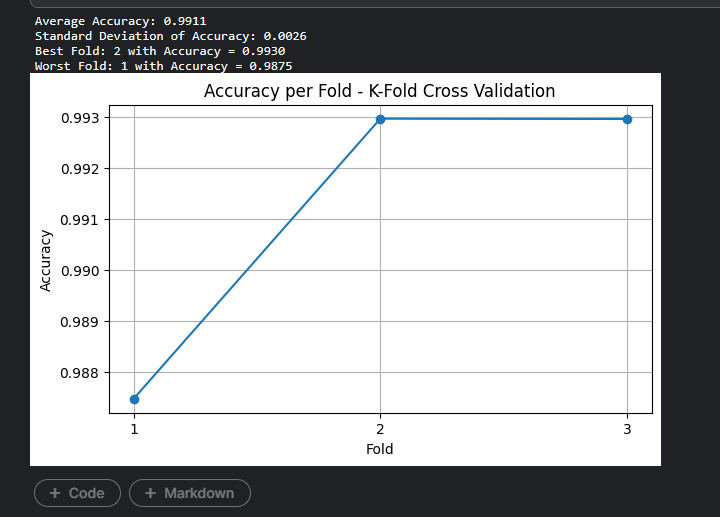 Average Accuracy: 0.9911
Standard Deviation of Accuracy: 0.0026
Best Fold: 2 with Accuracy = 0.9930
Worst Fold: 1 with Accuracy = 0.9875
Accuracy per Fold - K-Fold Cross Validation
0.993
0.992
0.991
0.990
0.989
0.988
Accuracy
1 2 3
Fold
+ Code + Markdown